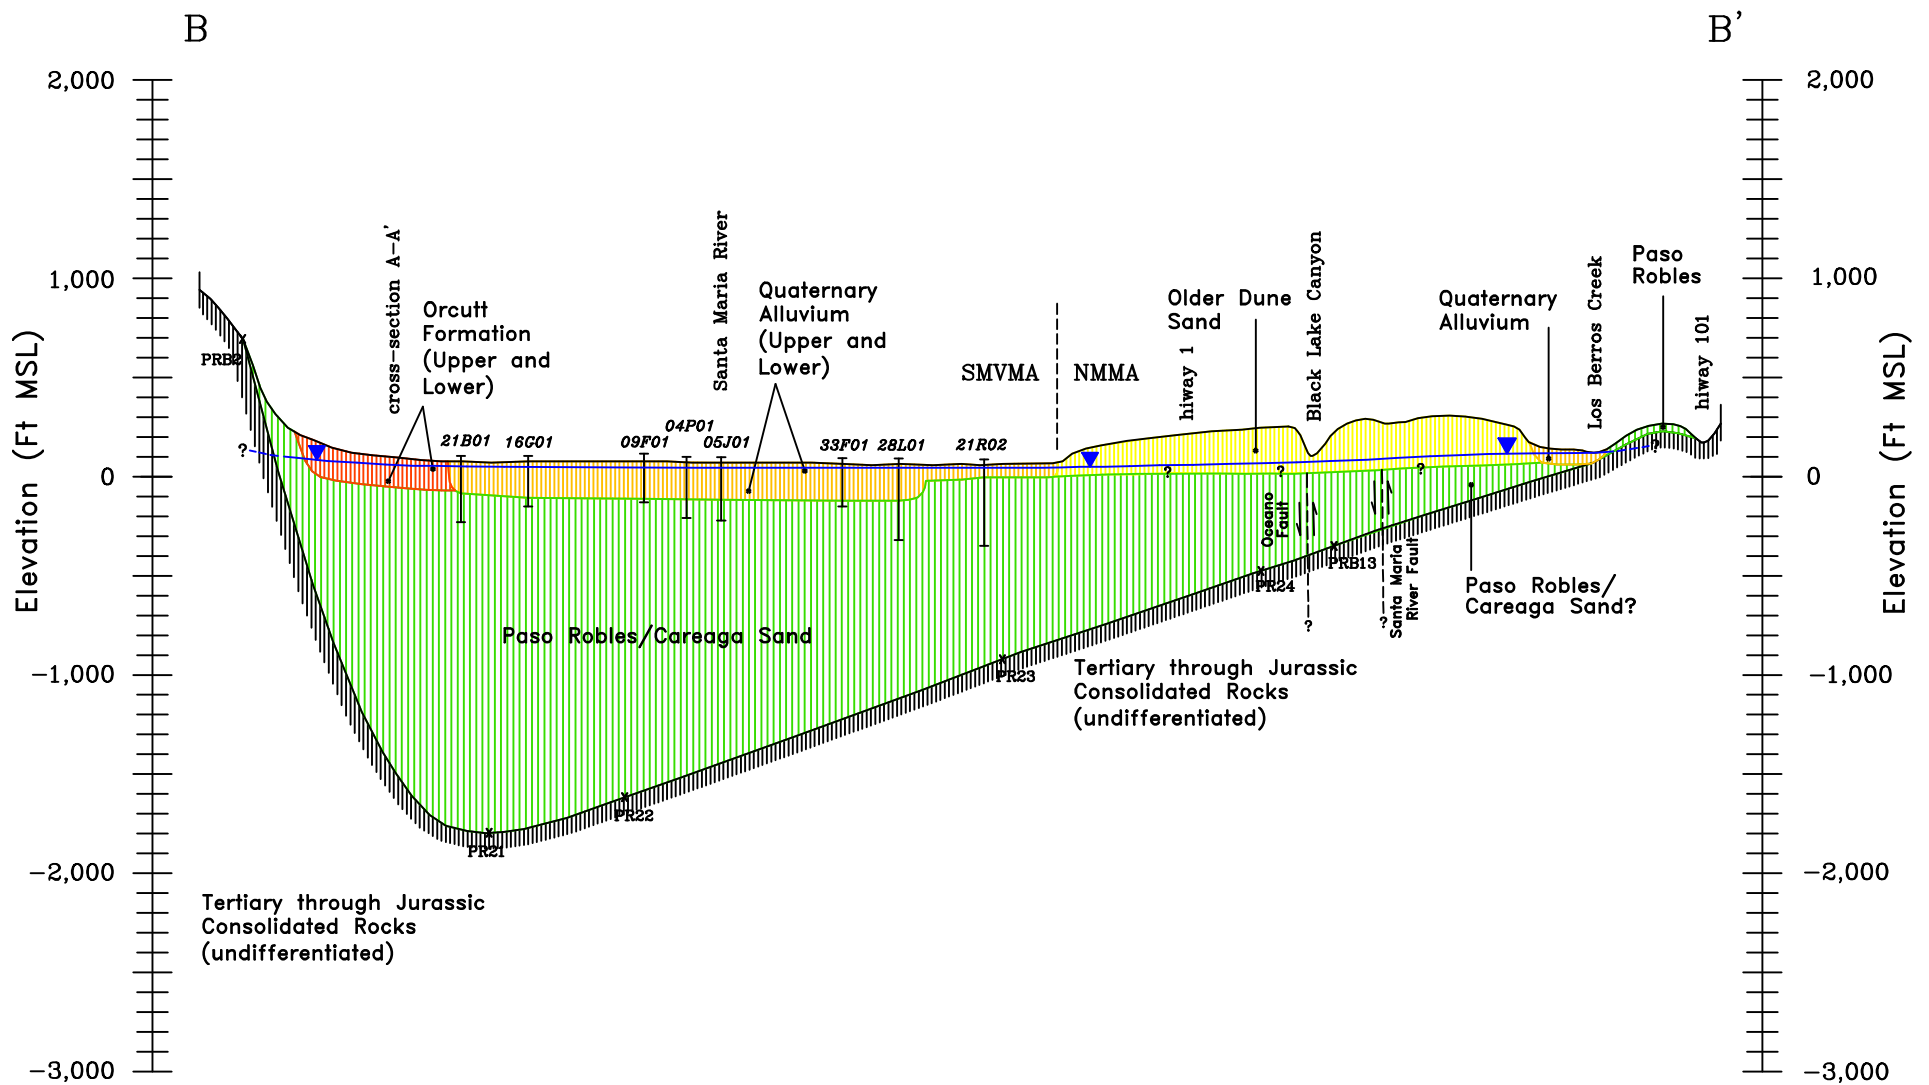 B
B'
2,000
1,000
0
-1,000
-2,000
-3,000
Elevation (Ft MSL)
2,000
1,000
0
-1,000
-2,000
-3,000
Elevation (Ft MSL)
PRB2
?
cross-section A-A'
Orcutt
Formation
(Upper and
Lower)
21B01
16G01
09F01
04P01
05J01
Santa Maria River
Quaternary
Alluvium
(Upper and
Lower)
33F01
28L01
21R02
SMVMA
NMMA
Older Dune
Sand
hiway 1
Black Lake Canyon
Quaternary
Alluvium
Los Berros Creek
Paso
Robles
hiway 101
?
?
?
?
Oceano
Fault
Santa Maria
River Fault
?
?
PRB13
PR24
PR23
PR22
PR21
Paso Robles/Careaga Sand
Paso Robles/
Careaga Sand?
Tertiary through Jurassic
Consolidated Rocks
(undifferentiated)
Tertiary through Jurassic
Consolidated Rocks
(undifferentiated)